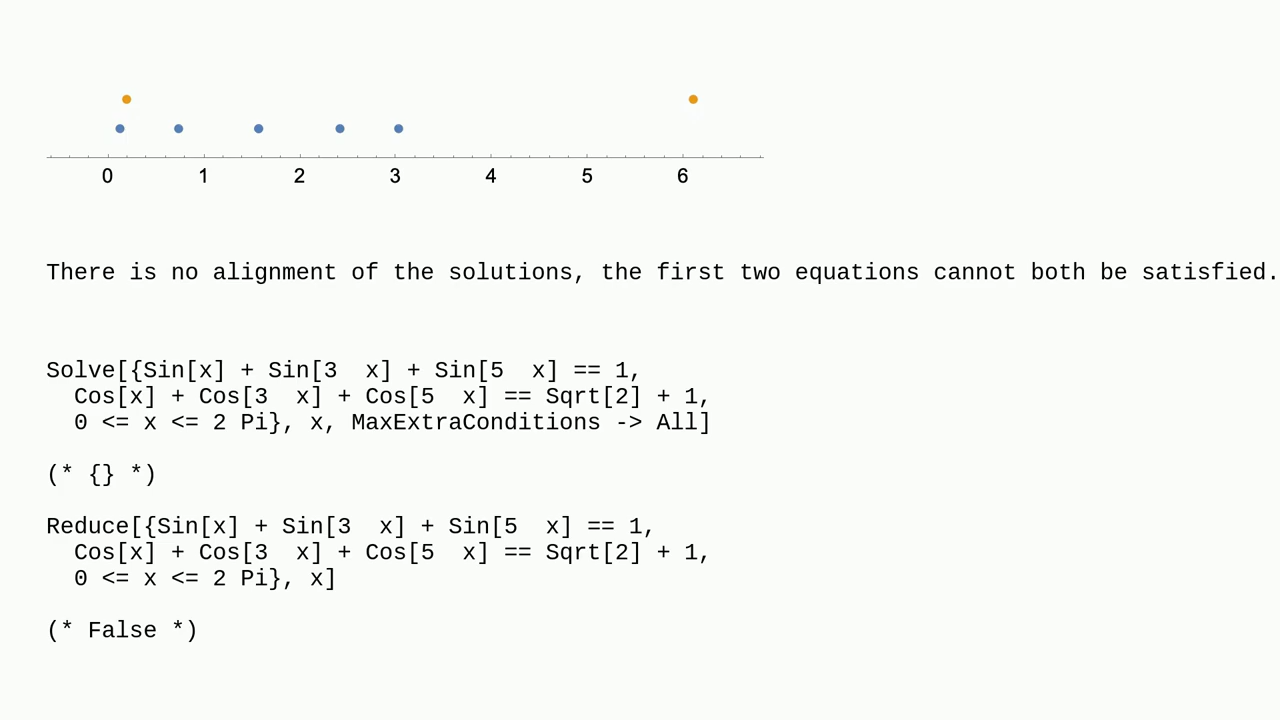 0 1 2 3 4 5 6
There is no alignment of the solutions, the first two equations cannot both be satisfied.
Solve[{Sin[x] + Sin[3  x] + Sin[5  x] == 1,
  Cos[x] + Cos[3  x] + Cos[5  x] == Sqrt[2] + 1,
  0 <= x <= 2 Pi}, x, MaxExtraConditions -> All]
(* {} *)
Reduce[{Sin[x] + Sin[3  x] + Sin[5  x] == 1,
  Cos[x] + Cos[3  x] + Cos[5  x] == Sqrt[2] + 1,
  0 <= x <= 2 Pi}, x]
(* False *)